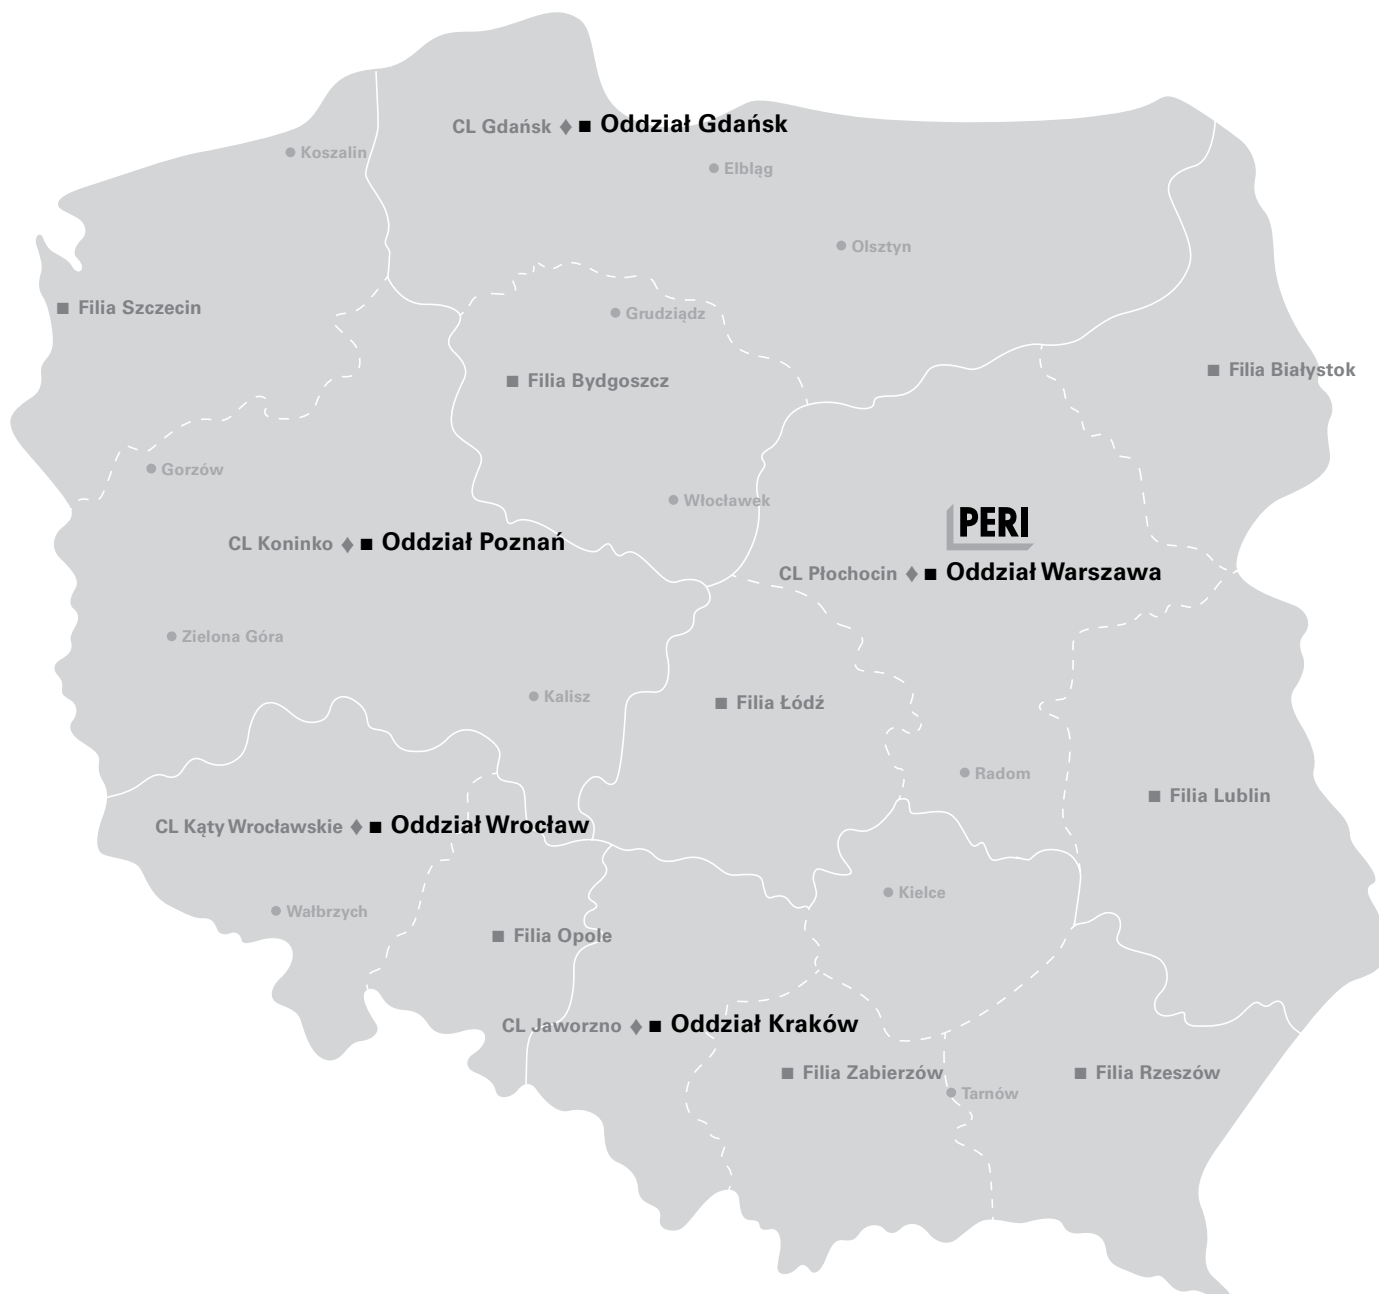 CL Gdańsk ♦ ■ Oddział Gdańsk
Koszalin
Elbląg
Olsztyn
■ Filia Szczecin
Grudziądz
■ Filia Bydgoszcz
■ Filia Białystok
Gorzów
Włocławek
PERI
CL Koninko ♦ ■ Oddział Poznań
CL Płochocin ♦ ■ Oddział Warszawa
Zielona Góra
Kalisz
■ Filia Łódź
Radom
■ Filia Lublin
CL Kąty Wrocławskie ♦ ■ Oddział Wrocław
Kielce
Wałbrzych
■ Filia Opole
CL Jaworzno ♦ ■ Oddział Kraków
■ Filia Zabierzów
■ Filia Rzeszów
Tarnów